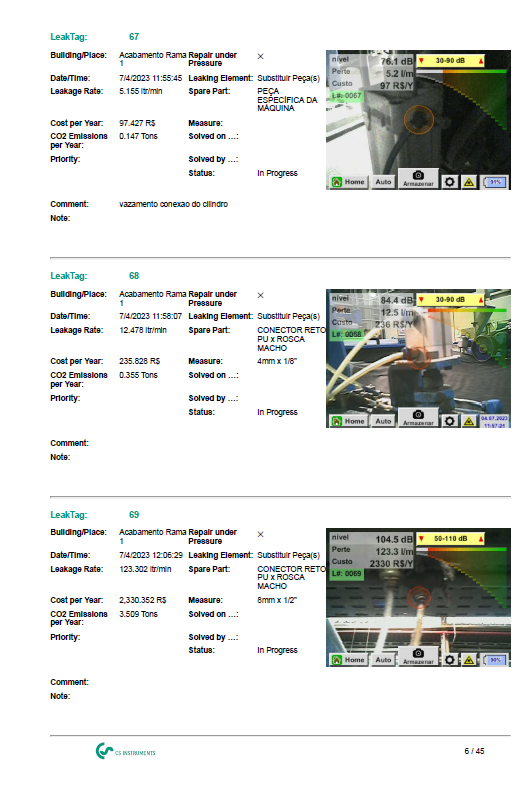 LeakTag: 67
Building/Place: Acabamento Rama 1 Repair under Pressure ×
Date/Time: 7/4/2023 11:55:45 Leaking Element: Substituir Peça(s)
Leakage Rate: 5.155 ltr/min Spare Part: PEÇA ESPECÍFICA DA MÁQUINA
Cost per Year: 97.427 R$ Measure:
CO2 Emissions per Year: 0.147 Tons Solved on ...:
Priority: Solved by ...:
Status: In Progress
Comment: vazamento conexao do cilindro
Note:
nível 76.1 dB 30-90 dB
Perte 5.2 l/m
Custo 97 R$/Y
L#: 0067
Home Auto Armazenar 91%
LeakTag: 68
Building/Place: Acabamento Rama 1 Repair under Pressure ×
Date/Time: 7/4/2023 11:58:07 Leaking Element: Substituir Peça(s)
Leakage Rate: 12.478 ltr/min Spare Part: CONECTOR RETO PU x ROSCA MACHO
Cost per Year: 235.828 R$ Measure: 4mm x 1/8"
CO2 Emissions per Year: 0.355 Tons Solved on ...:
Priority: Solved by ...:
Status: In Progress
Comment:
Note:
nível 84.4 dB 30-90 dB
Perte 12.5 l/m
Custo 236 R$/Y
L#: 0068
Home Auto Armazenar 04.07.2023
LeakTag: 69
Building/Place: Acabamento Rama 1 Repair under Pressure ×
Date/Time: 7/4/2023 12:06:29 Leaking Element: Substituir Peça(s)
Leakage Rate: 123.302 ltr/min Spare Part: CONECTOR RETO PU x ROSCA MACHO
Cost per Year: 2,330.352 R$ Measure: 8mm x 1/2"
CO2 Emissions per Year: 3.509 Tons Solved on ...:
Priority: Solved by ...:
Status: In Progress
Comment:
Note:
nível 104.5 dB 50-110 dB
Perte 123.3 l/m
Custo 2330 R$/Y
L#: 0069
Home Auto Armazenar 90%
CS INSTRUMENTS
6 / 45